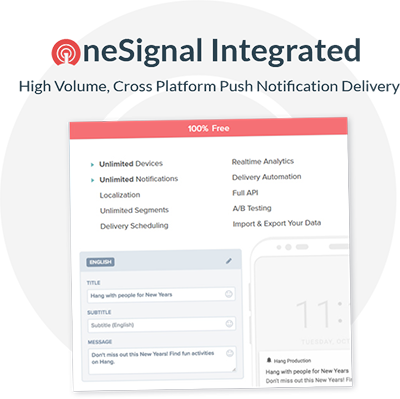 OneSignal Integrated
High Volume, Cross Platform Push Notification Delivery
100% Free
Unlimited Devices
Unlimited Notifications
Localization
Unlimited Segments
Delivery Scheduling
Realtime Analytics
Delivery Automation
Full API
A/B Testing
Import & Export Your Data
ENGLISH
TITLE
Hang with people for New Years
SUBTITLE
Subtitle (English)
MESSAGE
Don't miss out this New Years! Find fun activities
on Hang.
11:
TUESDAY, OC
Hang Production
Hang with people for New Years
Don't miss out this New Years! Fin